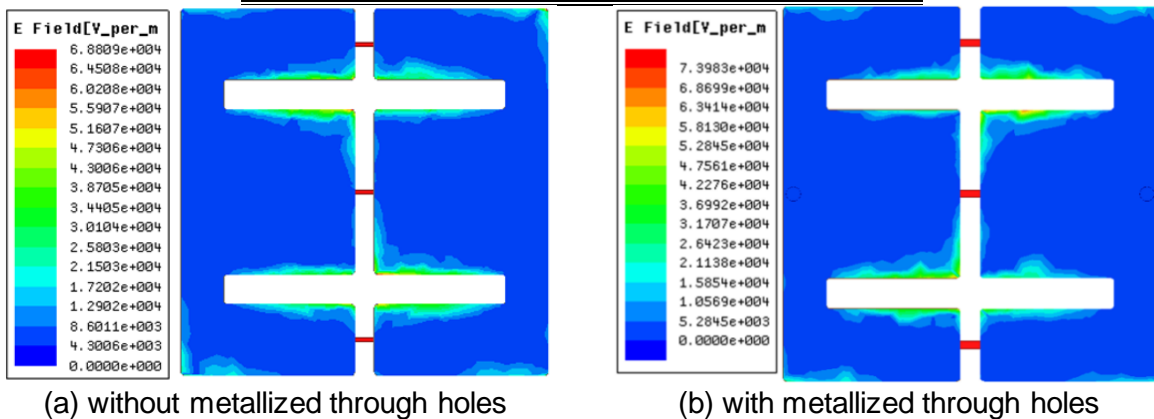 E Field[V_per_m
6.8809e+004
6.4508e+004
6.0208e+004
5.5907e+004
5.1607e+004
4.7306e+004
4.3006e+004
3.8705e+004
3.4405e+004
3.0104e+004
2.5803e+004
2.1503e+004
1.7202e+004
1.2902e+004
8.6011e+003
4.3006e+003
0.0000e+000
(a) without metallized through holes
E Field[V_per_m
7.3983e+004
6.8699e+004
6.3414e+004
5.8130e+004
5.2845e+004
4.7561e+004
4.2276e+004
3.6992e+004
3.1707e+004
2.6423e+004
2.1138e+004
1.5854e+004
1.0569e+004
5.2845e+003
0.0000e+000
(b) with metallized through holes